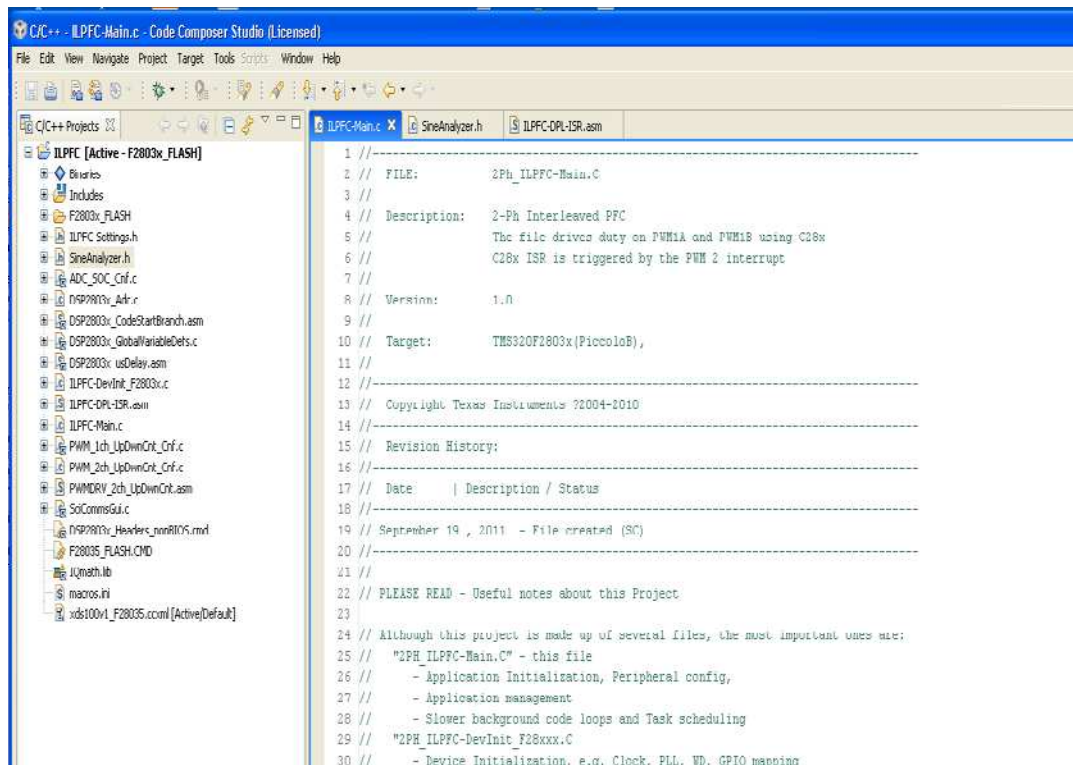 C/C++ - ILPFC-Main.c - Code Composer Studio (Licensed)
File Edit View Navigate Project Target Tools Scripts Window Help
C/C++ Projects
ILPFC-Main.c
SineAnalyzer.h
ILPFC-DPL-ISR.asm
ILPFC [Active - F2803x_FLASH]
Binaries
Includes
F2803x_FLASH
ILPFC Settings.h
SineAnalyzer.h
ADC_SOC_Cnf.c
DSP2803x_Adc.c
DSP2803x_CodeStartBranch.asm
DSP2803x_GlobalVariableDefs.c
DSP2803x_usDelay.asm
ILPFC-DevInit_F2803x.c
ILPFC-DPL-ISR.asm
ILPFC-Main.c
PWM_1ch_UpDwnCnt_Cnf.c
PWM_2ch_UpDwnCnt_Cnf.c
PWMDRV_2ch_UpDwnCnt.asm
SciCommsGui.c
DSP2803x_Headers_nonBIOS.cmd
F28035_FLASH.CMD
IQmath.lib
macros.ini
xds100v1_F28035.ccxml [Active/Default]
1 //----------------------------------------------------------------------------------
2 // FILE: 2Ph_ILPFC-Main.C
3 //
4 // Description: 2-Ph Interleaved PFC
5 // The file drives duty on PWM1A and PWM1B using C28x
6 // C28x ISR is triggered by the PWM 2 interrupt
7 //
8 // Version: 1.0
9 //
10 // Target: TMS320F2803x(PiccoloB),
11 //
12 //----------------------------------------------------------------------------------
13 // Copyright Texas Instruments ?2004-2010
14 //----------------------------------------------------------------------------------
15 // Revision History:
16 //----------------------------------------------------------------------------------
17 // Date | Description / Status
18 //----------------------------------------------------------------------------------
19 // September 19 , 2011 - File created (SC)
20 //----------------------------------------------------------------------------------
21 //
22 // PLEASE READ - Useful notes about this Project
23
24 // Although this project is made up of several files, the most important ones are:
25 // "2PH_ILPFC-Main.C" - this file
26 // - Application Initialization, Peripheral config,
27 // - Application management
28 // - Slower background code loops and Task scheduling
29 // "2PH_ILPFC-DevInit_F28xxx.C
30 // - Device Initialization, e.g. Clock, PLL, WD, GPIO mapping